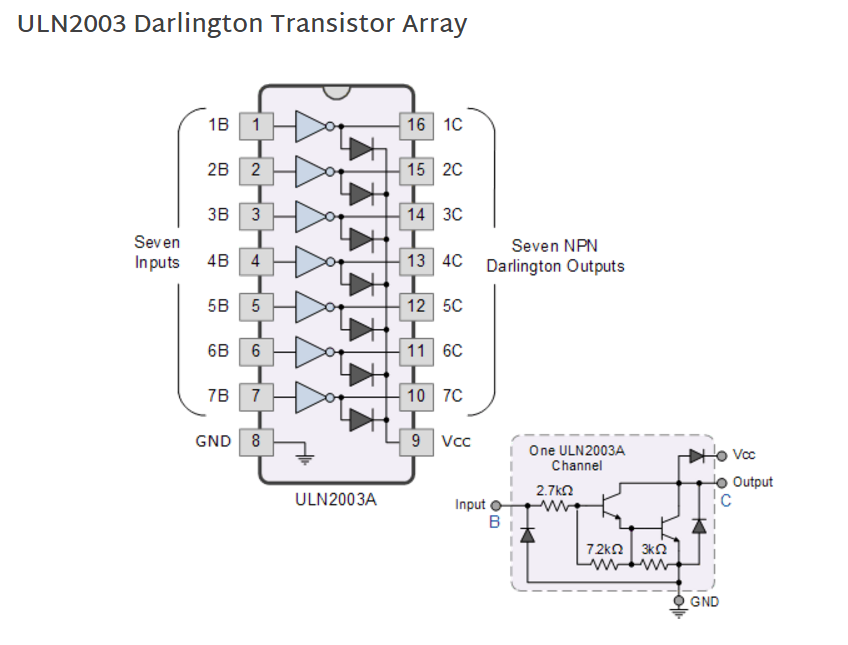 ULN2003 Darlington Transistor Array
1B 1 16 1C
2B 2 15 2C
3B 3 14 3C
Seven
Inputs
4B 4 13 4C
Seven NPN
Darlington Outputs
5B 5 12 5C
6B 6 11 6C
7B 7 10 7C
GND 8 9 Vcc
ULN2003A
One ULN2003A
Channel
Vcc
Output
C
2.7kΩ
Input
B
7.2kΩ 3kΩ
GND